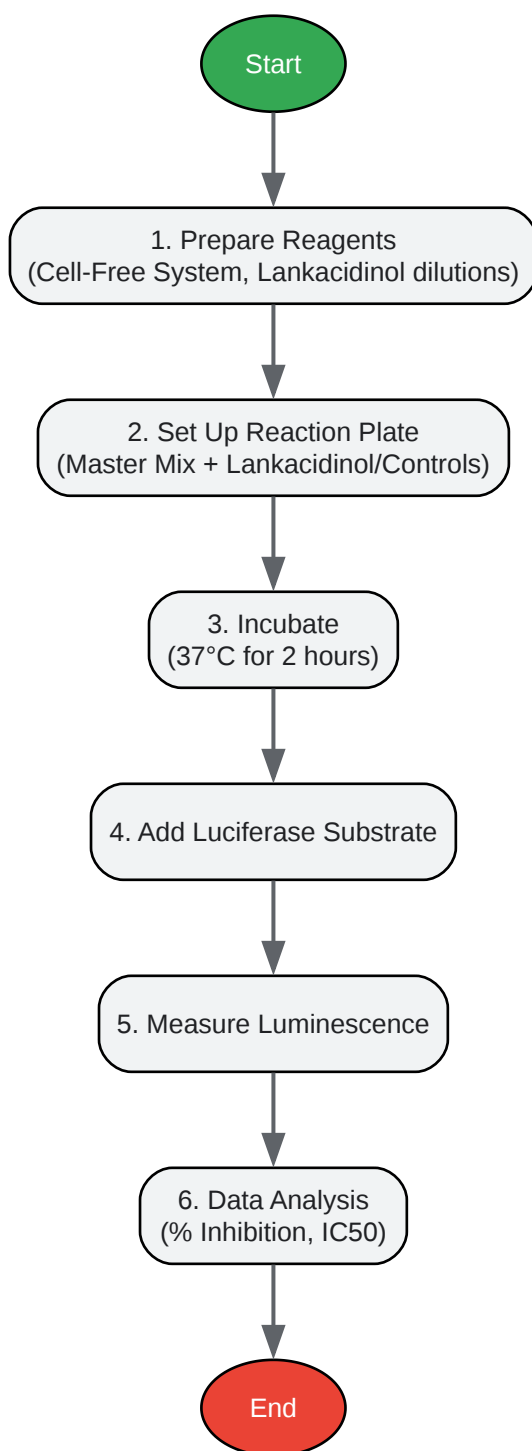 Start
1. Prepare Reagents
(Cell-Free System, Lankacidinol dilutions)
2. Set Up Reaction Plate
(Master Mix + Lankacidinol/Controls)
3. Incubate
(37°C for 2 hours)
4. Add Luciferase Substrate
5. Measure Luminescence
6. Data Analysis
(% Inhibition, IC50)
End